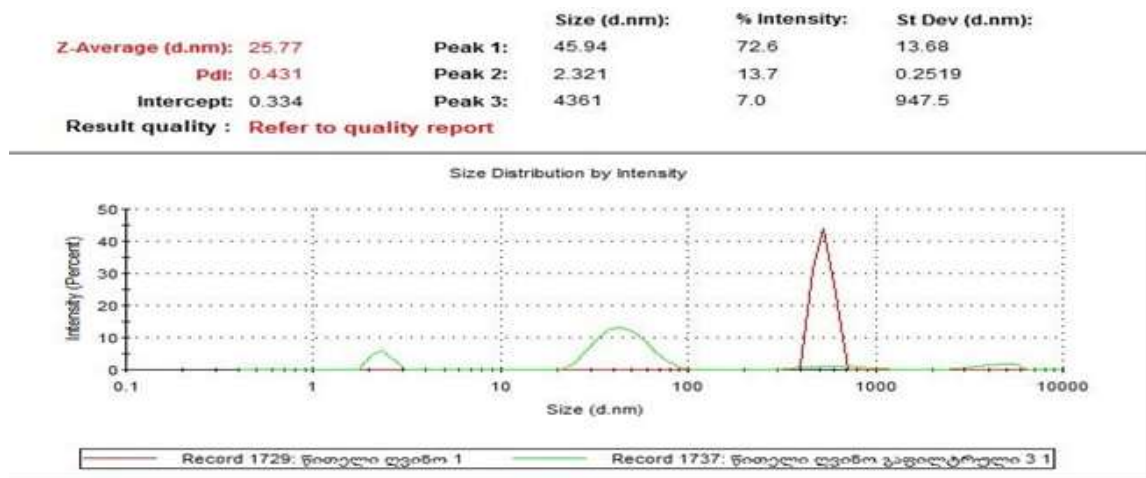 Size (d.nm): % Intensity: St Dev (d.nm):
Z-Average (d.nm): 25.77 Peak 1: 45.94 72.6 13.68
PdI: 0.431 Peak 2: 2.321 13.7 0.2519
Intercept: 0.334 Peak 3: 4361 7.0 947.5
Result quality : Refer to quality report
Size Distribution by Intensity
Intensity (Percent)
50
40
30
20
10
0
0.1 1 10 100 1000 10000
Size (d.nm)
Record 1729: წითელი ღვინო 1 Record 1737: წითელი ღვინო გაფილტრული 3 1